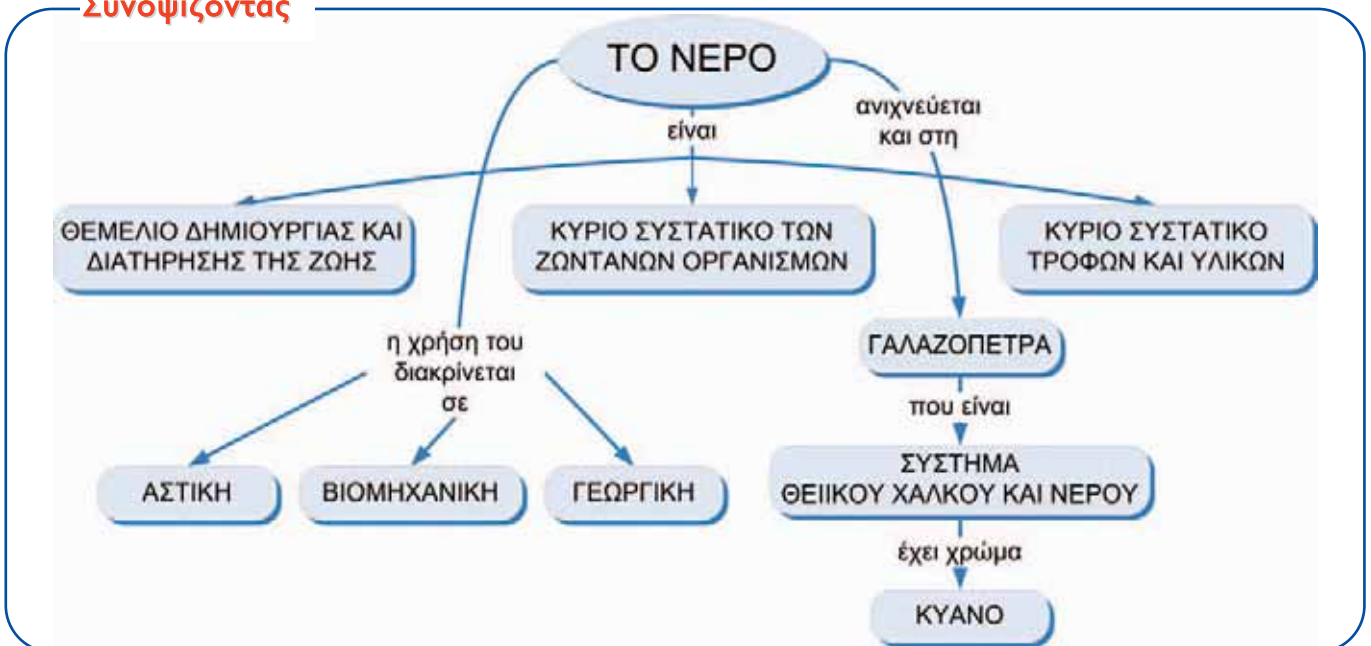 Συνοψίζοντας
ΤΟ ΝΕΡΟ
είναι
ανιχνεύεται
και στη
ΘΕΜΕΛΙΟ ΔΗΜΙΟΥΡΓΙΑΣ ΚΑΙ
ΔΙΑΤΗΡΗΣΗΣ ΤΗΣ ΖΩΗΣ
ΚΥΡΙΟ ΣΥΣΤΑΤΙΚΟ ΤΩΝ
ΖΩΝΤΑΝΩΝ ΟΡΓΑΝΙΣΜΩΝ
ΚΥΡΙΟ ΣΥΣΤΑΤΙΚΟ
ΤΡΟΦΩΝ ΚΑΙ ΥΛΙΚΩΝ
η χρήση του
διακρίνεται
σε
ΑΣΤΙΚΗ
ΒΙΟΜΗΧΑΝΙΚΗ
ΓΕΩΡΓΙΚΗ
ΓΑΛΑΖΟΠΕΤΡΑ
που είναι
ΣΥΣΤΗΜΑ
ΘΕΙΙΚΟΥ ΧΑΛΚΟΥ ΚΑΙ ΝΕΡΟΥ
έχει χρώμα
ΚΥΑΝΟ